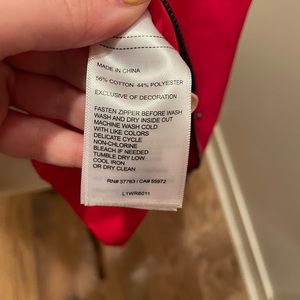 MADE IN CHINA
56% COTTON 44% POLYESTER
EXCLUSIVE OF DECORATION
FASTEN ZIPPER BEFORE WASH
WASH AND DRY INSIDE OUT
MACHINE WASH COLD
WITH LIKE COLORS
DELICATE CYCLE
NON-CHLORINE
BLEACH IF NEEDED
TUMBLE DRY LOW
COOL IRON
OR DRY CLEAN
RN# 37763 / CA# 55972
L1WR6011